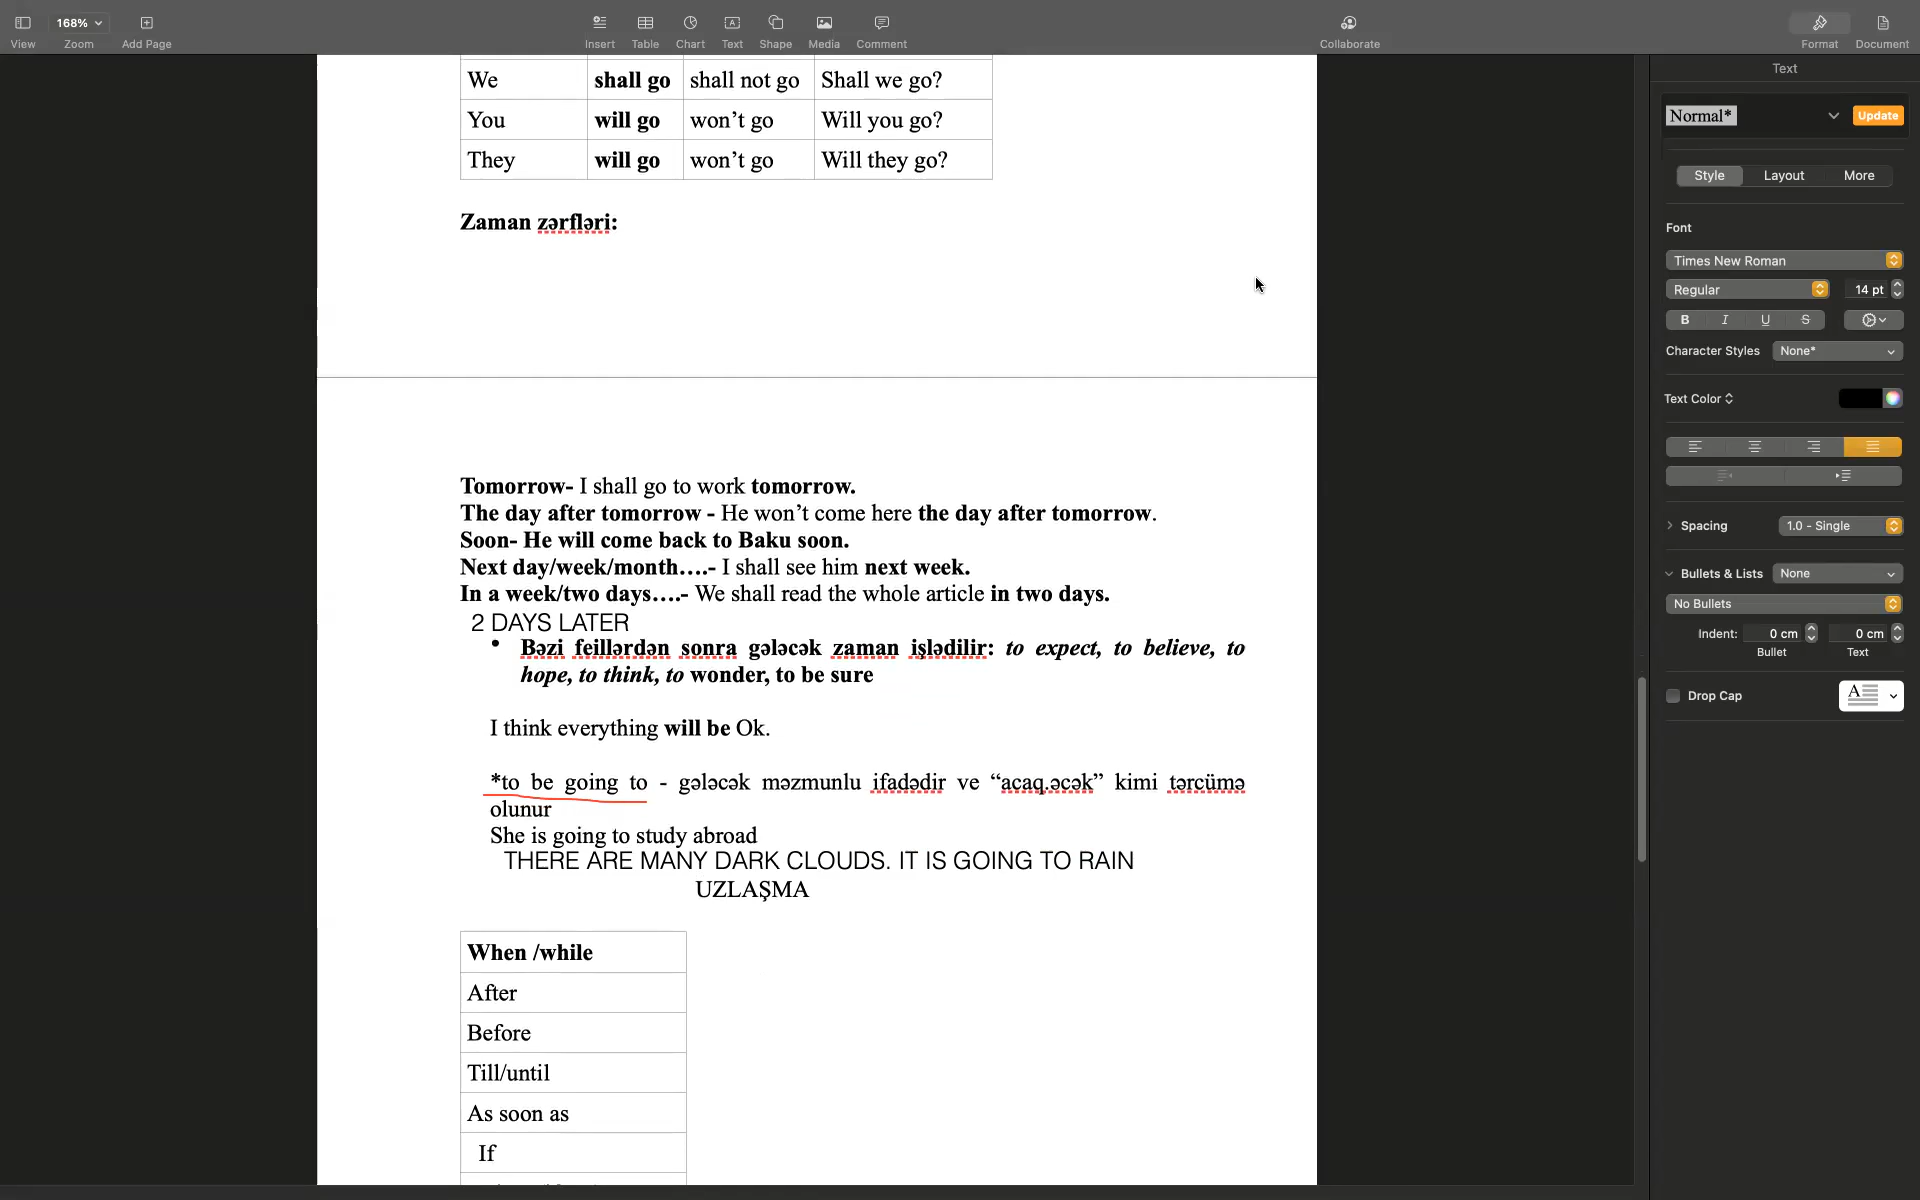 168%
View
Zoom
Add Page
Insert
Table
Chart
Text
Shape
Media
Comment
Collaborate
Format
Document
We shall go shall not go Shall we go?
You will go won’t go Will you go?
They will go won’t go Will they go?
Zaman zərfləri:
Tomorrow- I shall go to work tomorrow.
The day after tomorrow - He won’t come here the day after tomorrow.
Soon- He will come back to Baku soon.
Next day/week/month….- I shall see him next week.
In a week/two days….- We shall read the whole article in two days.
2 DAYS LATER
• Bəzi feillərdən sonra gələcək zaman işlədilir: to expect, to believe, to
hope, to think, to wonder, to be sure
I think everything will be Ok.
*to be going to - gələcək məzmunlu ifadədir ve “acaq.əcək” kimi tərcümə
olunur
She is going to study abroad
THERE ARE MANY DARK CLOUDS. IT IS GOING TO RAIN
UZLAŞMA
When /while
After
Before
Till/until
As soon as
If
Text
Normal*
Update
Style
Layout
More
Font
Times New Roman
Regular
14 pt
B I U S
Character Styles
None*
Text Color
Spacing
1.0 - Single
Bullets & Lists
None
No Bullets
Indent:
0 cm
0 cm
Bullet
Text
Drop Cap
A